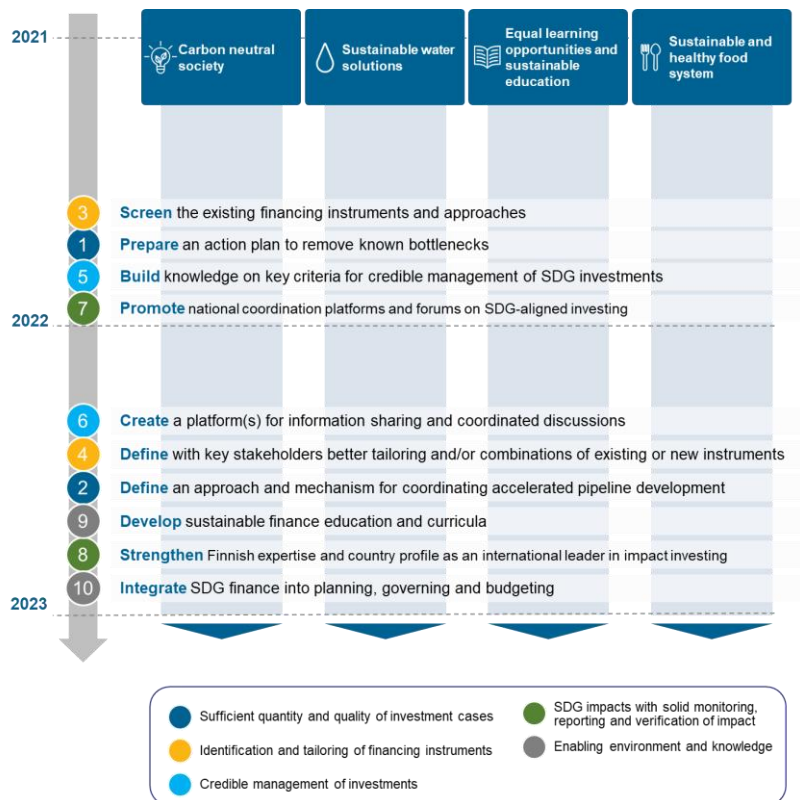 2021
Carbon neutral
society
Sustainable water
solutions
Equal learning
opportunities and
sustainable
education
Sustainable and
healthy food
system
3 Screen the existing financing instruments and approaches
1 Prepare an action plan to remove known bottlenecks
5 Build knowledge on key criteria for credible management of SDG investments
7 Promote national coordination platforms and forums on SDG-aligned investing
2022
6 Create a platform(s) for information sharing and coordinated discussions
4 Define with key stakeholders better tailoring and/or combinations of existing or new instruments
2 Define an approach and mechanism for coordinating accelerated pipeline development
9 Develop sustainable finance education and curricula
8 Strengthen Finnish expertise and country profile as an international leader in impact investing
10 Integrate SDG finance into planning, governing and budgeting
2023
Sufficient quantity and quality of investment cases
Identification and tailoring of financing instruments
Credible management of investments
SDG impacts with solid monitoring,
reporting and verification of impact
Enabling environment and knowledge